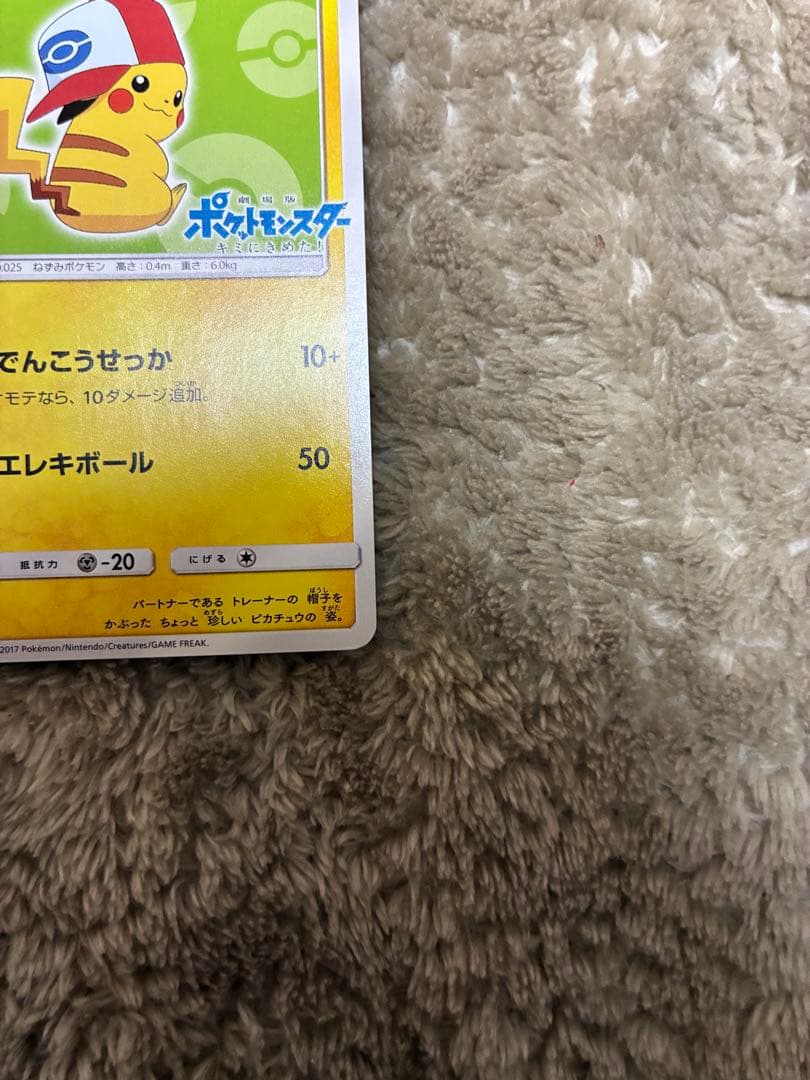 劇場版
ポケットモンスター
キミにきめた!
.025 ねずみポケモン 高さ:0.4m 重さ:6.0kg
でんこうせっか 10+
モテなら、10ダメージ追加。
エレキボール 50
抵抗力 -20 にげる
パートナーである トレーナーの 帽子を
かぶった ちょっと 珍しい ピカチュウの 姿。
2017 Pokémon/Nintendo/Creatures/GAME FREAK.